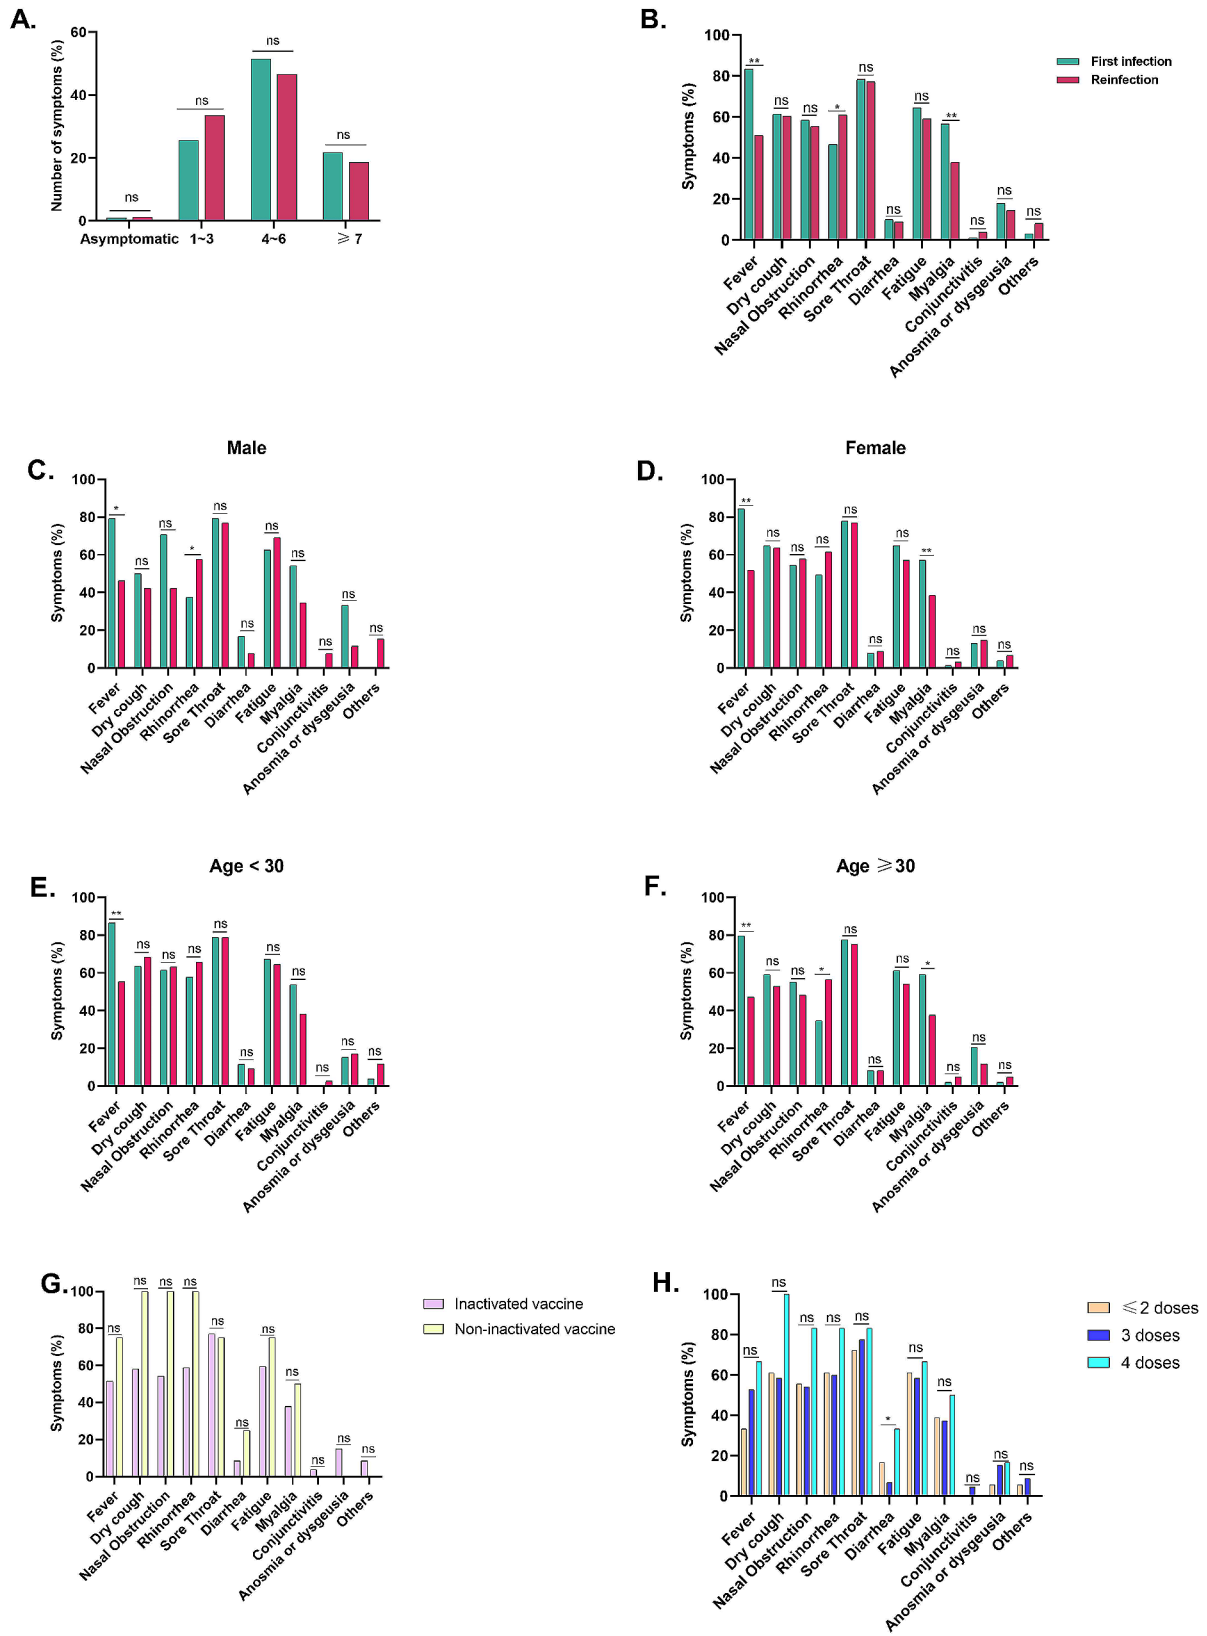 A.
Number of symptoms (%)
60
40
20
0
ns
ns
ns
ns
Asymptomatic 1~3 4~6 ≥ 7
B.
Symptoms (%)
100
80
60
40
20
0
** ns ns * ns ns ns ** ns ns ns
Fever
Dry cough
Nasal Obstruction
Rhinorrhea
Sore Throat
Diarrhea
Fatigue
Myalgia
Conjunctivitis
Anosmia or dysgeusia
Others
First infection
Reinfection
C.
Male
Symptoms (%)
100
80
60
40
20
0
* ns ns * ns ns ns ns ns ns ns
Fever
Dry cough
Nasal Obstruction
Rhinorrhea
Sore Throat
Diarrhea
Fatigue
Myalgia
Conjunctivitis
Anosmia or dysgeusia
Others
D.
Female
Symptoms (%)
100
80
60
40
20
0
** ns ns ns ns ns ns ** ns ns ns
Fever
Dry cough
Nasal Obstruction
Rhinorrhea
Sore Throat
Diarrhea
Fatigue
Myalgia
Conjunctivitis
Anosmia or dysgeusia
Others
E.
Age < 30
Symptoms (%)
100
80
60
40
20
0
** ns ns ns ns ns ns ns ns ns ns
Fever
Dry cough
Nasal Obstruction
Rhinorrhea
Sore Throat
Diarrhea
Fatigue
Myalgia
Conjunctivitis
Anosmia or dysgeusia
Others
F.
Age ≥30
Symptoms (%)
100
80
60
40
20
0
** ns ns * ns ns ns * ns ns ns
Fever
Dry cough
Nasal Obstruction
Rhinorrhea
Sore Throat
Diarrhea
Fatigue
Myalgia
Conjunctivitis
Anosmia or dysgeusia
Others
G.
Symptoms (%)
100
80
60
40
20
0
ns ns ns ns ns ns ns ns ns ns ns
Fever
Dry cough
Nasal Obstruction
Rhinorrhea
Sore Throat
Diarrhea
Fatigue
Myalgia
Conjunctivitis
Anosmia or dysgeusia
Others
Inactivated vaccine
Non-inactivated vaccine
H.
Symptoms (%)
100
80
60
40
20
0
ns ns ns ns ns * ns ns ns ns ns
Fever
Dry cough
Nasal Obstruction
Rhinorrhea
Sore Throat
Diarrhea
Fatigue
Myalgia
Conjunctivitis
Anosmia or dysgeusia
Others
≤2 doses
3 doses
4 doses